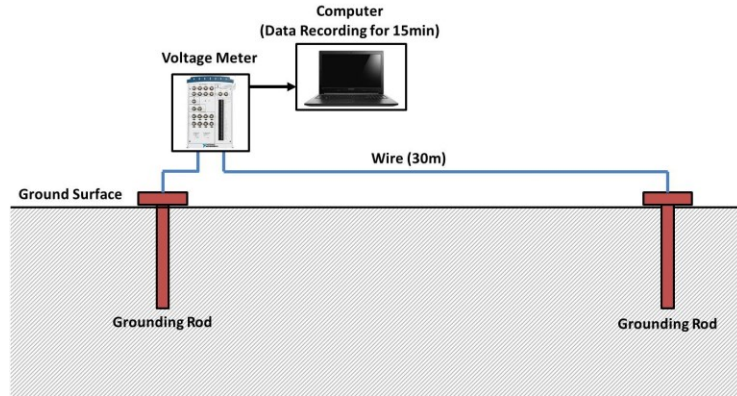 Computer
(Data Recording for 15min)
Voltage Meter
Wire (30m)
Ground Surface
Grounding Rod
Grounding Rod